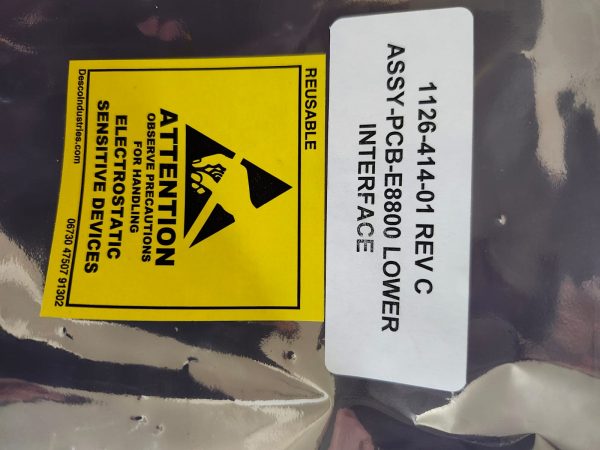 1126-414-01 REV C
ASSY-PCB-E8800 LOWER
INTERFACE
REUSABLE
ATTENTION
OBSERVE PRECAUTIONS
FOR HANDLING
ELECTROSTATIC
SENSITIVE DEVICES
DescoIndustries.com
06730 47507 91302